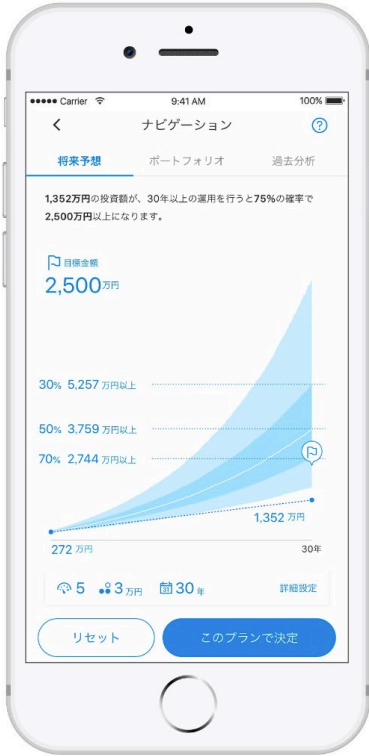 Carrier 9:41 AM 100%
ナビゲーション ?
将来予想 ポートフォリオ 過去分析
1,352万円の投資額が、30年以上の運用を行うと75%の確率で
2,500万円以上になります。
目標金額
2,500万円
30% 5,257 万円以上
50% 3,759 万円以上
70% 2,744 万円以上
1,352 万円
272 万円 30年
5 3万円 31 30年 詳細設定
リセット このプランで決定